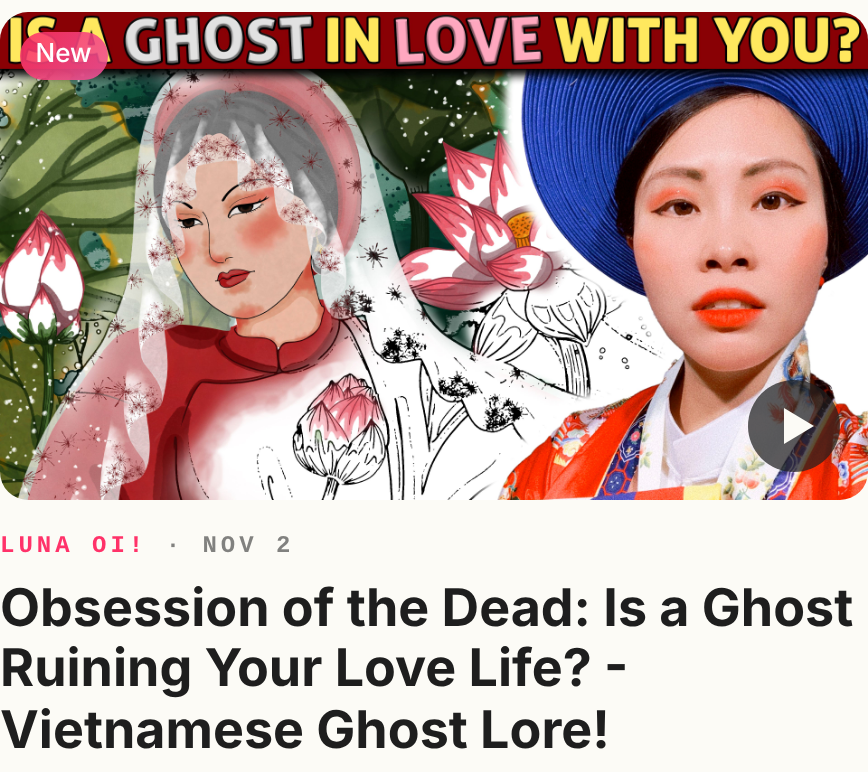 IS A GHOST IN LOVE WITH YOU?
New
LUNA OI! · NOV 2
Obsession of the Dead: Is a Ghost
Ruining Your Love Life? -
Vietnamese Ghost Lore!